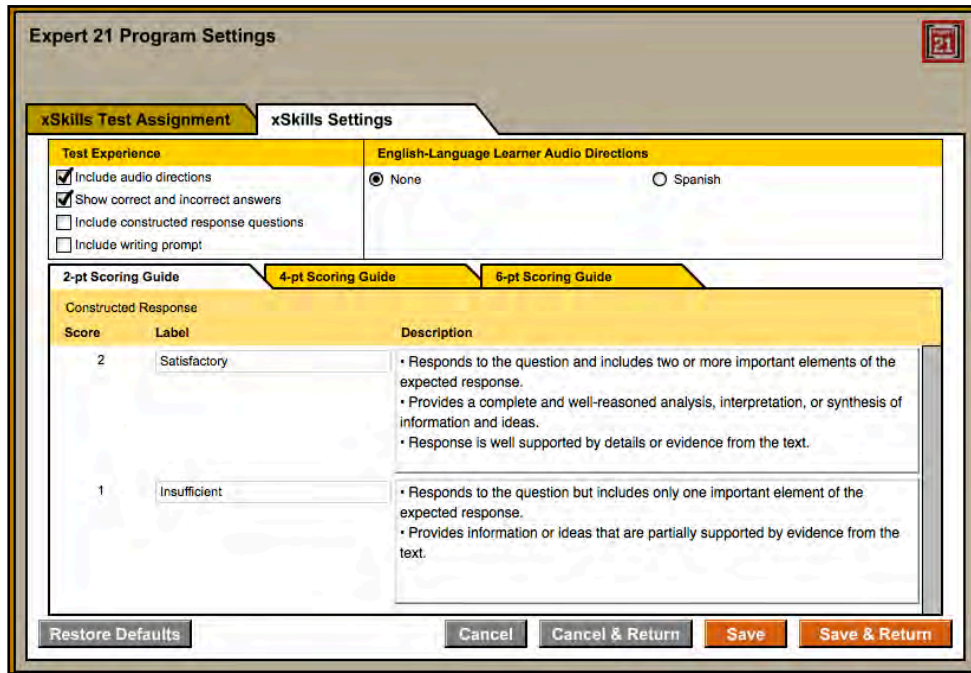 Expert 21 Program Settings
21
xSkills Test Assignment
xSkills Settings
Test Experience
English-Language Learner Audio Directions
Include audio directions
None
Spanish
Show correct and incorrect answers
Include constructed response questions
Include writing prompt
2-pt Scoring Guide
4-pt Scoring Guide
6-pt Scoring Guide
Constructed Response
Score Label Description
2 Satisfactory
• Responds to the question and includes two or more important elements of the
expected response.
• Provides a complete and well-reasoned analysis, interpretation, or synthesis of
information and ideas.
• Response is well supported by details or evidence from the text.
1 Insufficient
• Responds to the question but includes only one important element of the
expected response.
• Provides information or ideas that are partially supported by evidence from the
text.
Restore Defaults
Cancel
Cancel & Return
Save
Save & Return